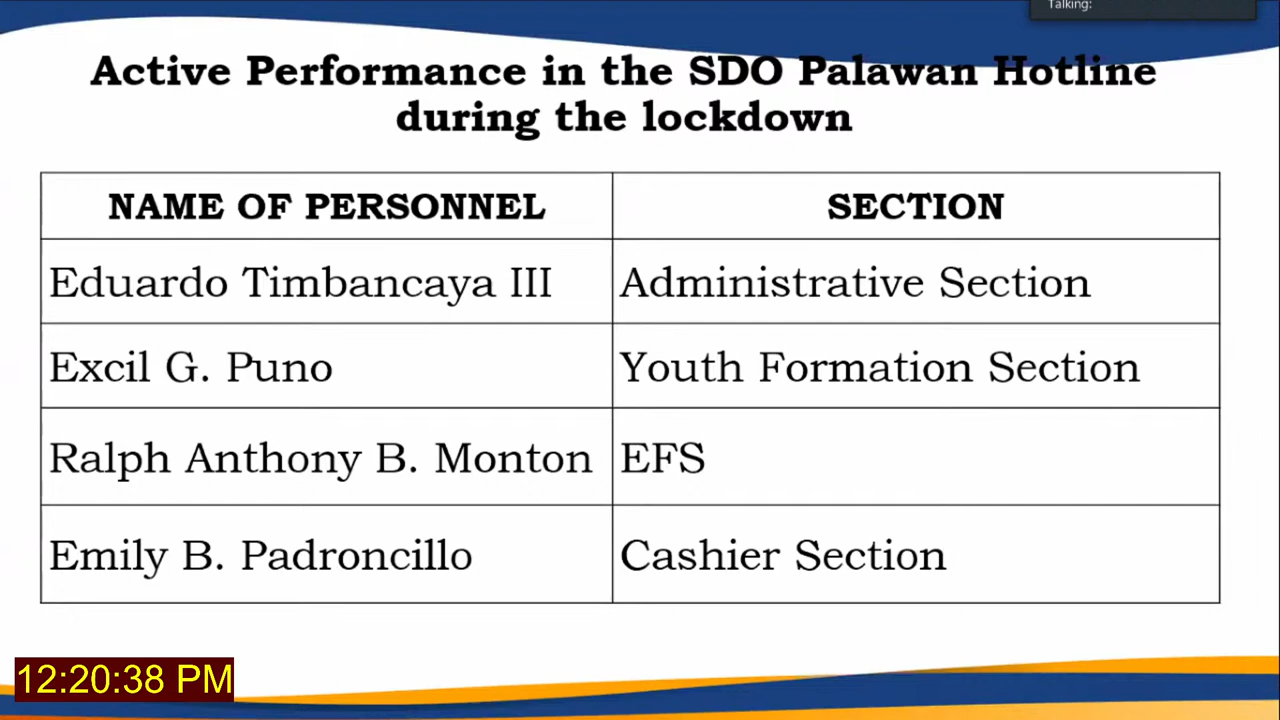 Talking:
Active Performance in the SDO Palawan Hotline
during the lockdown
NAME OF PERSONNEL SECTION
Eduardo Timbancaya III Administrative Section
Excil G. Puno Youth Formation Section
Ralph Anthony B. Monton EFS
Emily B. Padroncillo Cashier Section
12:20:38 PM